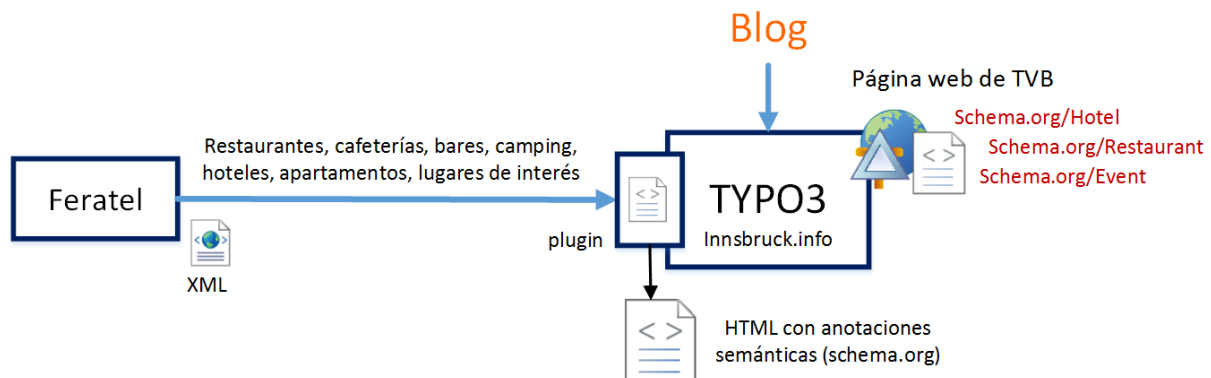 Blog
Página web de TVB
Schema.org/Hotel
Schema.org/Restaurant
Schema.org/Event
Restaurantes, cafeterías, bares, camping,
hoteles, apartamentos, lugares de interés
Feratel
TYPO3
Innsbruck.info
plugin
XML
HTML con anotaciones
semánticas (schema.org)